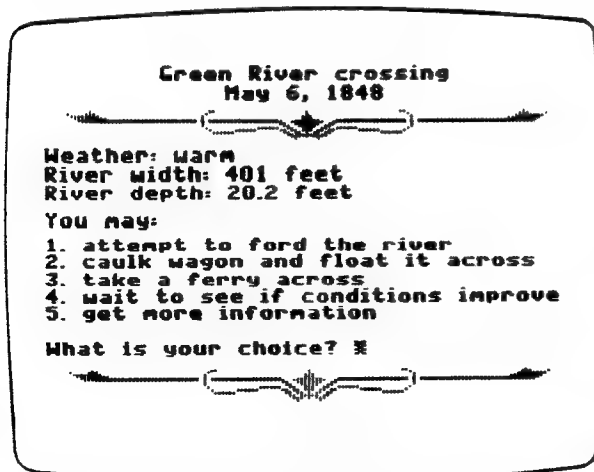 Green River crossing
May 6, 1848
Weather: warm
River width: 401 feet
River depth: 20.2 feet
You may:
1. attempt to ford the river
2. caulk wagon and float it across
3. take a ferry across
4. wait to see if conditions improve
5. get more information
What is your choice?